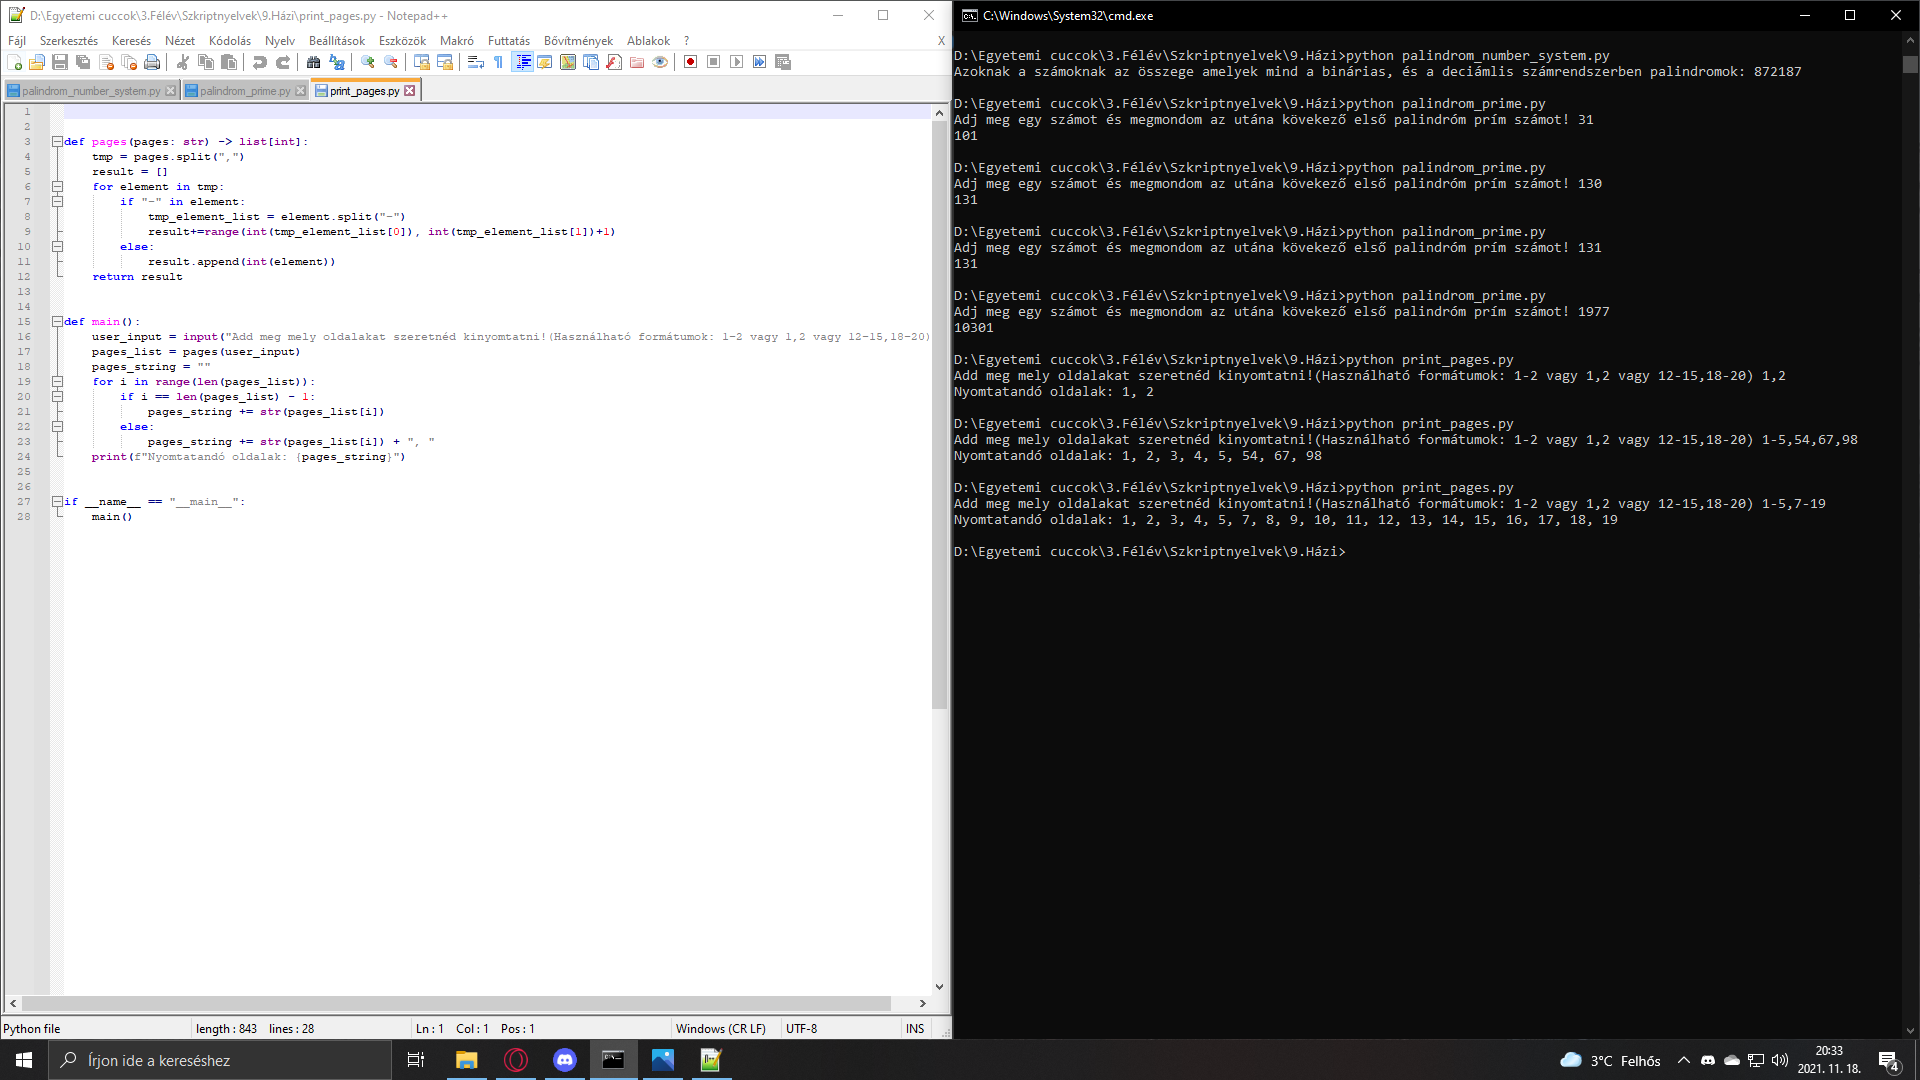 D:\Egyetemi cuccok\3.Félév\Szkriptnyelvek\9.Házi\print_pages.py - Notepad++
Fájl Szerkesztés Keresés Nézet Kódolás Nyelv Beállítások Eszközök Makró Futtatás Bővítmények Ablakok ? X
palindrom_number_system.py palindrom_prime.py print_pages.py
1
2
3 def pages(pages: str) -> list[int]:
4 tmp = pages.split(",")
5 result = []
6 for element in tmp:
7 if "-" in element:
8 tmp_element_list = element.split("-")
9 result+=range(int(tmp_element_list[0]), int(tmp_element_list[1])+1)
10 else:
11 result.append(int(element))
12 return result
13
14
15 def main():
16 user_input = input("Add meg mely oldalakat szeretnéd kinyomtatni!(Használható formátumok: 1-2 vagy 1,2 vagy 12-15,18-20)
17 pages_list = pages(user_input)
18 pages_string = ""
19 for i in range(len(pages_list)):
20 if i == len(pages_list) - 1:
21 pages_string += str(pages_list[i])
22 else:
23 pages_string += str(pages_list[i]) + ", "
24 print(f"Nyomtatandó oldalak: {pages_string}")
25
26
27 if __name__ == "__main__":
28 main()
Python file length : 843 lines : 28 Ln : 1 Col : 1 Pos : 1 Windows (CR LF) UTF-8 INS
C:\Windows\System32\cmd.exe
D:\Egyetemi cuccok\3.Félév\Szkriptnyelvek\9.Házi>python palindrom_number_system.py
Azoknak a számoknak az összege amelyek mind a binárias, és a deciámlis számrendszerben palindromok: 872187
D:\Egyetemi cuccok\3.Félév\Szkriptnyelvek\9.Házi>python palindrom_prime.py
Adj meg egy számot és megmondom az utána kövekező első palindróm prím számot! 31
101
D:\Egyetemi cuccok\3.Félév\Szkriptnyelvek\9.Házi>python palindrom_prime.py
Adj meg egy számot és megmondom az utána kövekező első palindróm prím számot! 130
131
D:\Egyetemi cuccok\3.Félév\Szkriptnyelvek\9.Házi>python palindrom_prime.py
Adj meg egy számot és megmondom az utána kövekező első palindróm prím számot! 131
131
D:\Egyetemi cuccok\3.Félév\Szkriptnyelvek\9.Házi>python palindrom_prime.py
Adj meg egy számot és megmondom az utána kövekező első palindróm prím számot! 1977
10301
D:\Egyetemi cuccok\3.Félév\Szkriptnyelvek\9.Házi>python print_pages.py
Add meg mely oldalakat szeretnéd kinyomtatni!(Használható formátumok: 1-2 vagy 1,2 vagy 12-15,18-20) 1,2
Nyomtatandó oldalak: 1, 2
D:\Egyetemi cuccok\3.Félév\Szkriptnyelvek\9.Házi>python print_pages.py
Add meg mely oldalakat szeretnéd kinyomtatni!(Használható formátumok: 1-2 vagy 1,2 vagy 12-15,18-20) 1-5,54,67,98
Nyomtatandó oldalak: 1, 2, 3, 4, 5, 54, 67, 98
D:\Egyetemi cuccok\3.Félév\Szkriptnyelvek\9.Házi>python print_pages.py
Add meg mely oldalakat szeretnéd kinyomtatni!(Használható formátumok: 1-2 vagy 1,2 vagy 12-15,18-20) 1-5,7-19
Nyomtatandó oldalak: 1, 2, 3, 4, 5, 7, 8, 9, 10, 11, 12, 13, 14, 15, 16, 17, 18, 19
D:\Egyetemi cuccok\3.Félév\Szkriptnyelvek\9.Házi>
Írjon ide a kereséshez
3°C Felhős
20:33
2021. 11. 18.
4